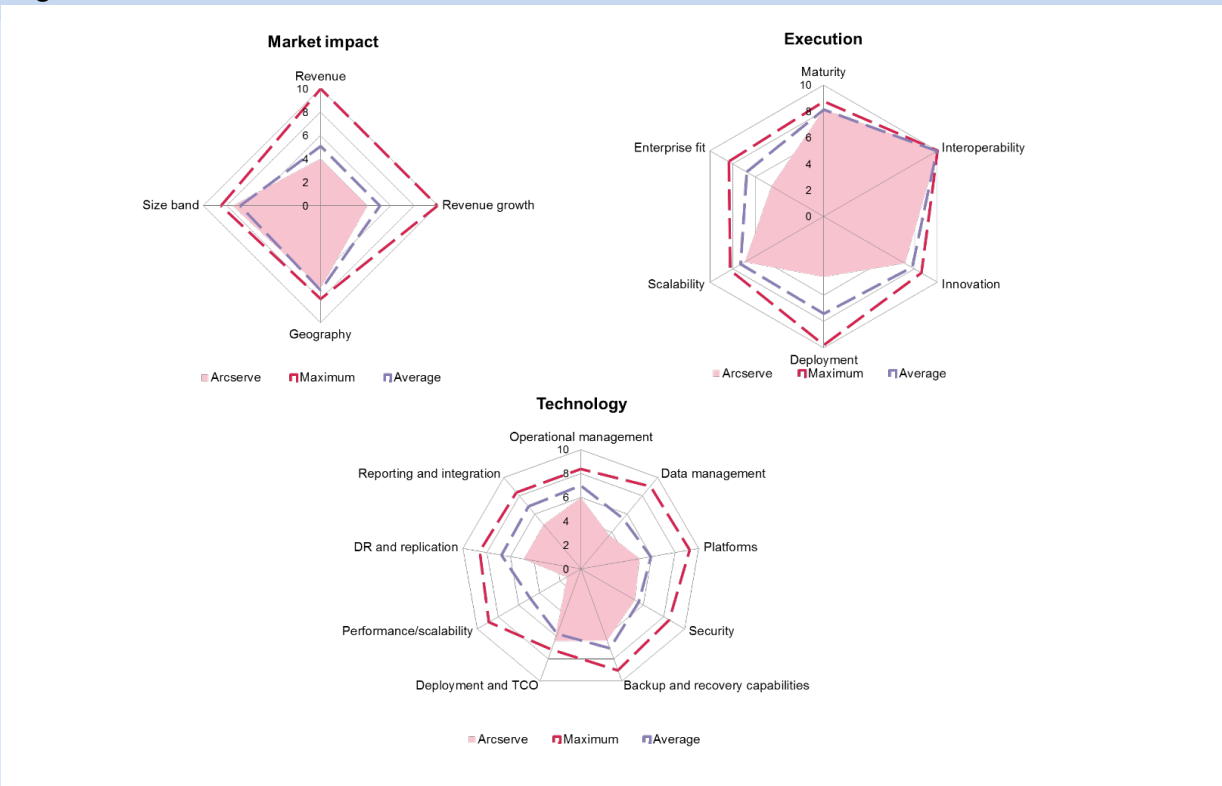 Market impact
Revenue
10
8
6
4
2
0
Size band
Revenue growth
Geography
Arcserve Maximum Average
Execution
Maturity
10
8
6
4
2
0
Enterprise fit
Interoperability
Scalability
Innovation
Deployment
Arcserve Maximum Average
Technology
Operational management
10
8
6
4
2
0
Reporting and integration
Data management
DR and replication
Platforms
Performance/scalability
Security
Deployment and TCO
Backup and recovery capabilities
Arcserve Maximum Average